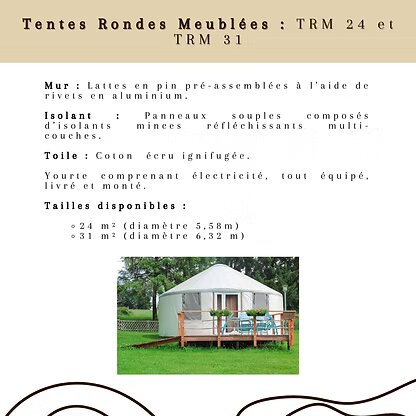 Tentes Rondes Meublées : TRM 24 et
TRM 31
Mur : Lattes en pin pré-assemblées à l'aide de
rivets en aluminium.
Isolant : Panneaux souples composés
d'isolants minces réfléchissants multi-
couches.
Toile : Coton écru ignifugée.
Yourte comprenant électricité, tout équipé,
livré et monté.
Tailles disponibles :
○24 m² (diamètre 5,58m)
○31 m² (diamètre 6,32 m)